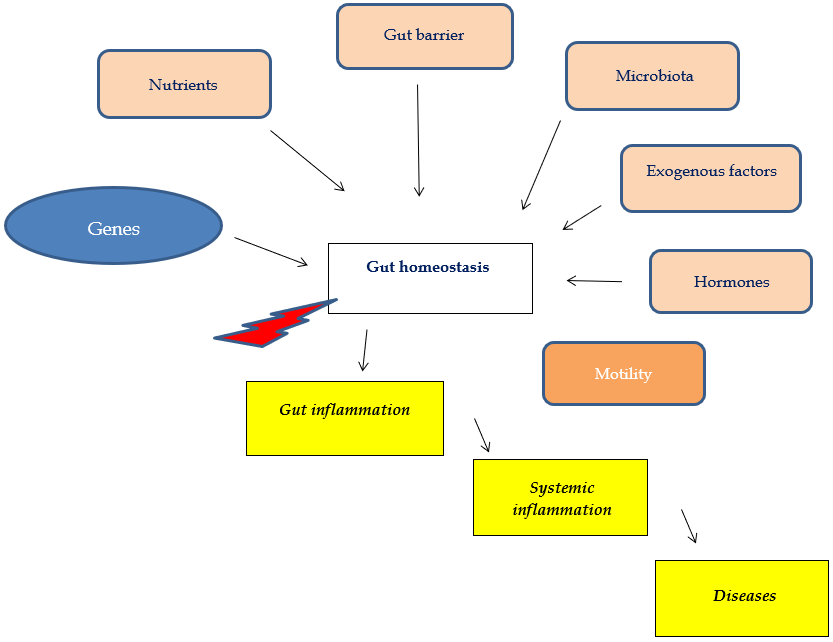 Gut barrier
Nutrients
Microbiota
Exogenous factors
Genes
Gut homeostasis
Hormones
Motility
Gut inflammation
Systemic
inflammation
Diseases